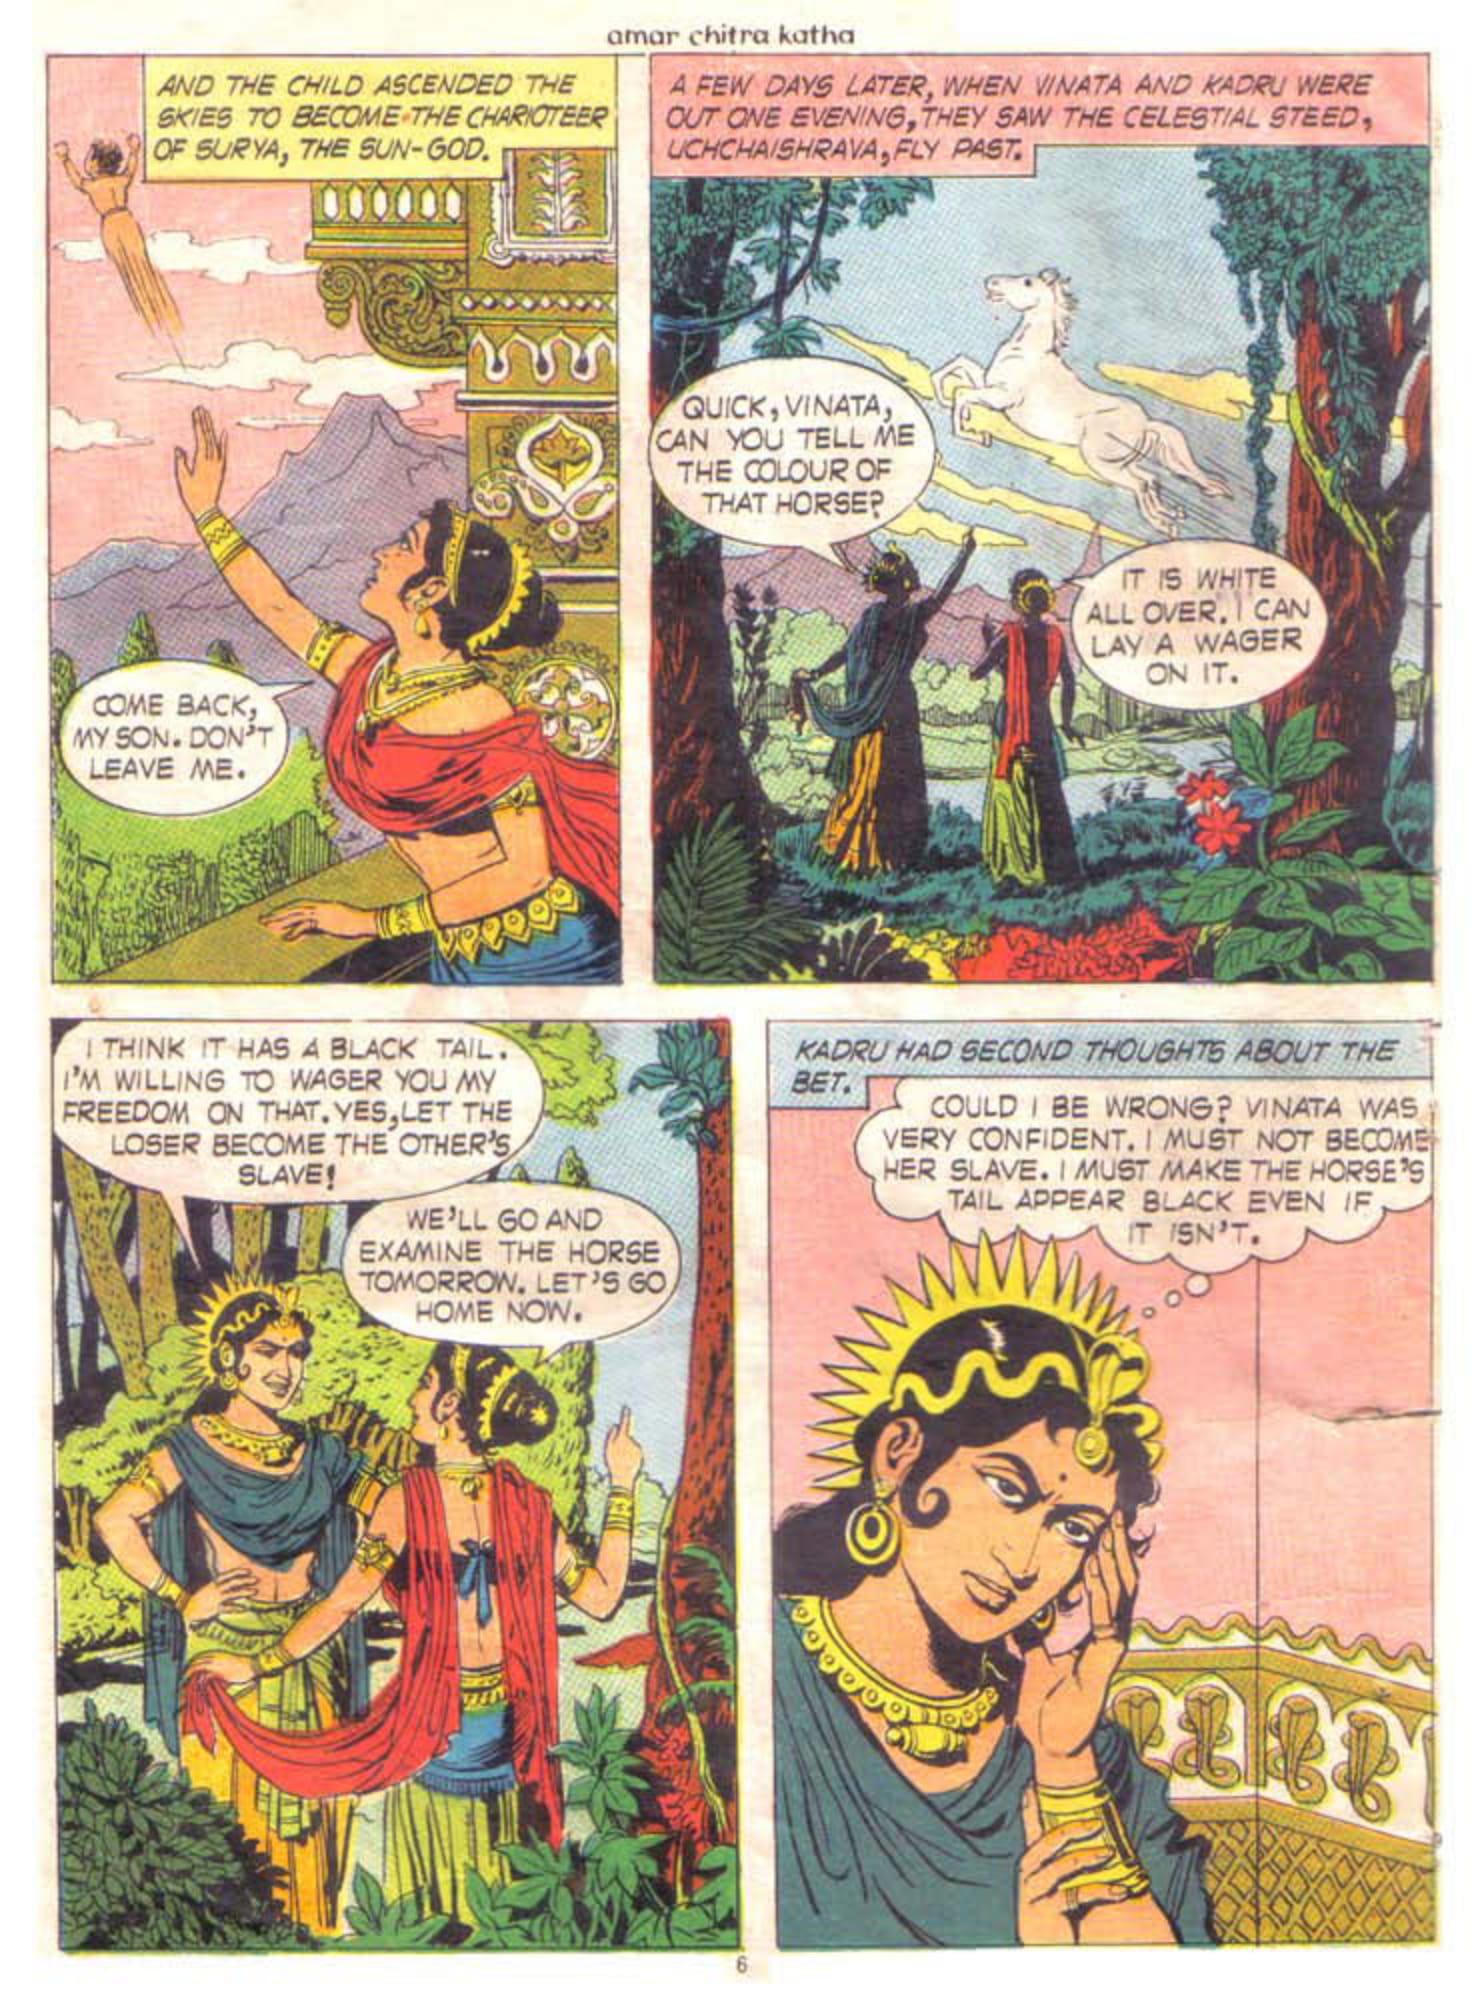 amar chitra katha
AND THE CHILD ASCENDED THE
SKIES TO BECOME THE CHARIOTEER
OF SURYA, THE SUN-GOD.
COME BACK,
MY SON. DON'T
LEAVE ME.
A FEW DAYS LATER, WHEN VINATA AND KADRU WERE
OUT ONE EVENING, THEY SAW THE CELESTIAL STEED,
UCHCHAISHRAVA, FLY PAST.
QUICK, VINATA,
CAN YOU TELL ME
THE COLOUR OF
THAT HORSE?
IT IS WHITE
ALL OVER. I CAN
LAY A WAGER
ON IT.
I THINK IT HAS A BLACK TAIL.
I'M WILLING TO WAGER YOU MY
FREEDOM ON THAT. YES, LET THE
LOSER BECOME THE OTHER'S
SLAVE!
WE'LL GO AND
EXAMINE THE HORSE
TOMORROW. LET'S GO
HOME NOW.
KADRU HAD SECOND THOUGHTS ABOUT THE
BET.
COULD I BE WRONG? VINATA WAS
VERY CONFIDENT. I MUST NOT BECOME
HER SLAVE. I MUST MAKE THE HORSE'S
TAIL APPEAR BLACK EVEN IF
IT ISN'T.
6